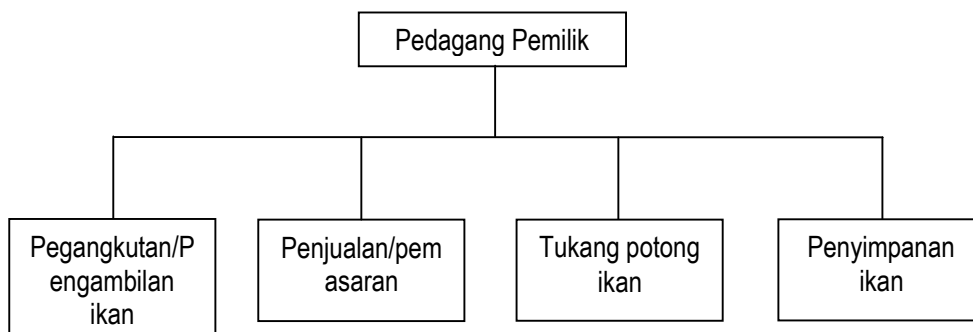 Pedagang Pemilik
Pegangkutan/P
engambilan
ikan
Penjualan/pem
asaran
Tukang potong
ikan
Penyimpanan
ikan